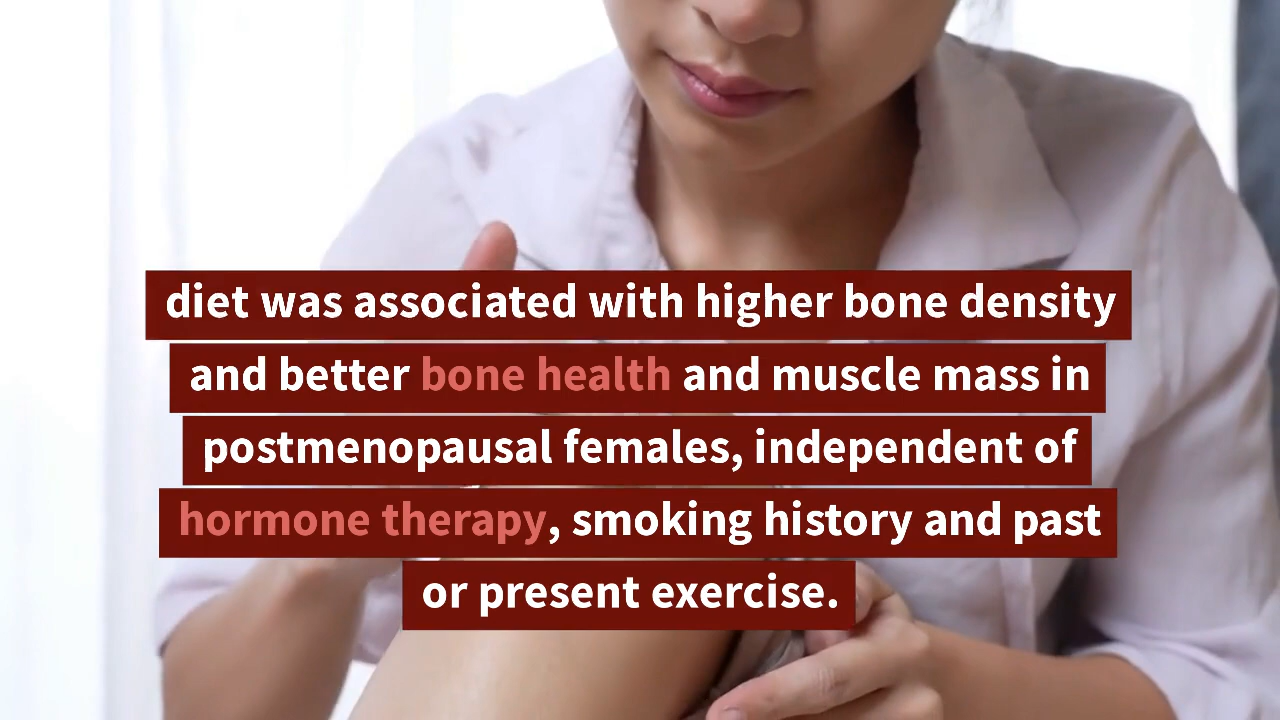 diet was associated with higher bone density
and better bone health and muscle mass in
postmenopausal females, independent of
hormone therapy, smoking history and past
or present exercise.